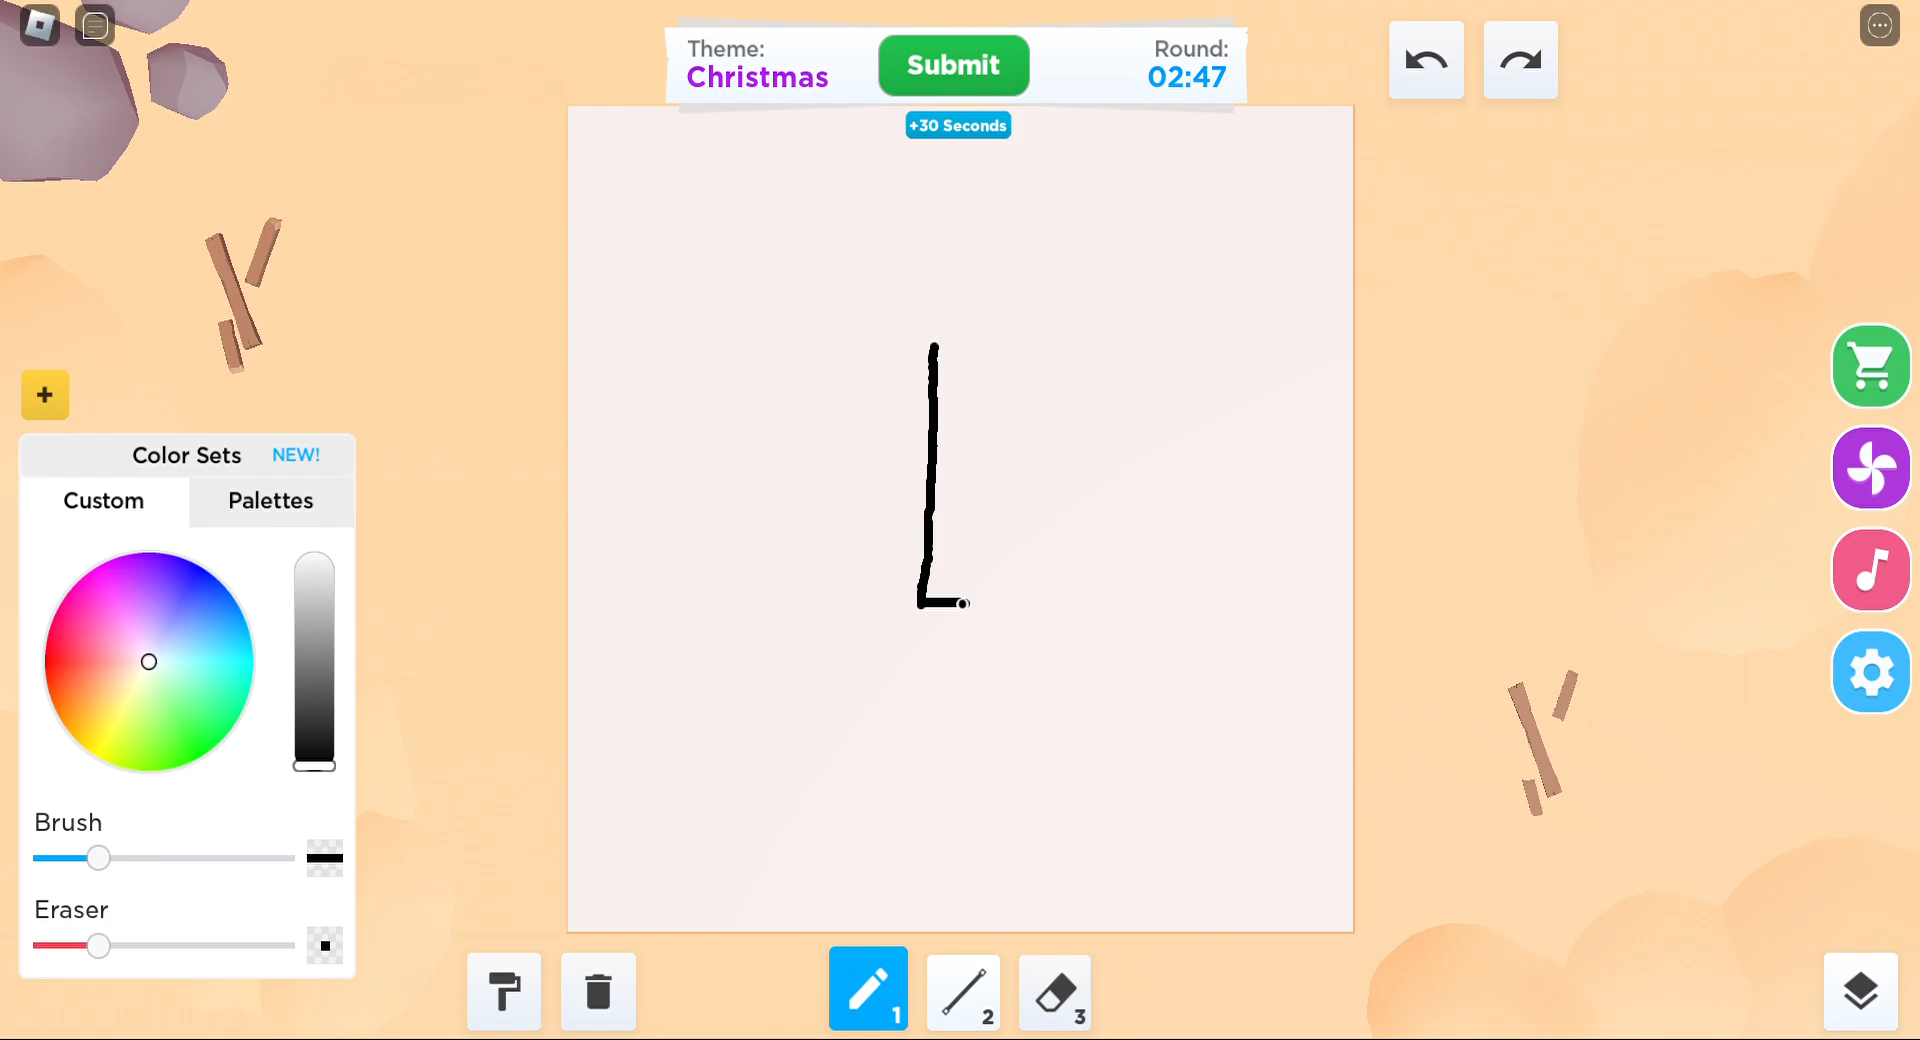 Theme:
Christmas
Submit
Round:
02:47
+30 Seconds
+
Color Sets NEW!
Custom Palettes
Brush
Eraser
1
2
3